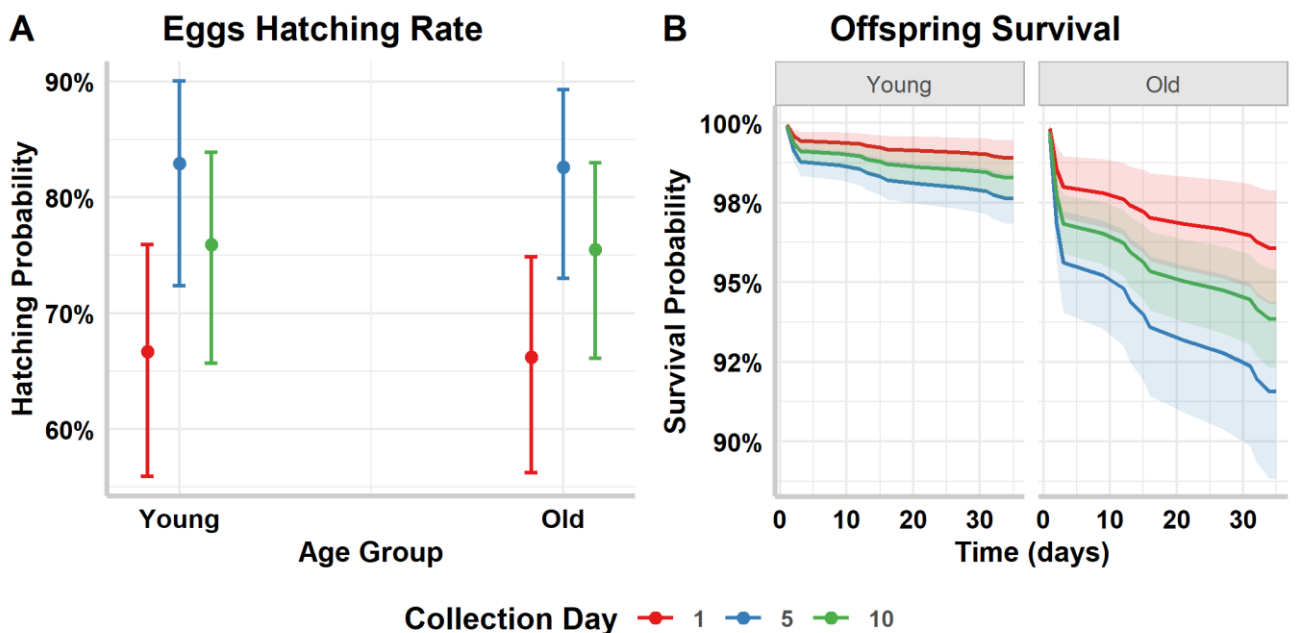 A Eggs Hatching Rate
Hatching Probability
90%
80%
70%
60%
Young Old
Age Group
B Offspring Survival
Young Old
Survival Probability
100%
98%
95%
92%
90%
0 10 20 30 0 10 20 30
Time (days)
Collection Day 1 5 10